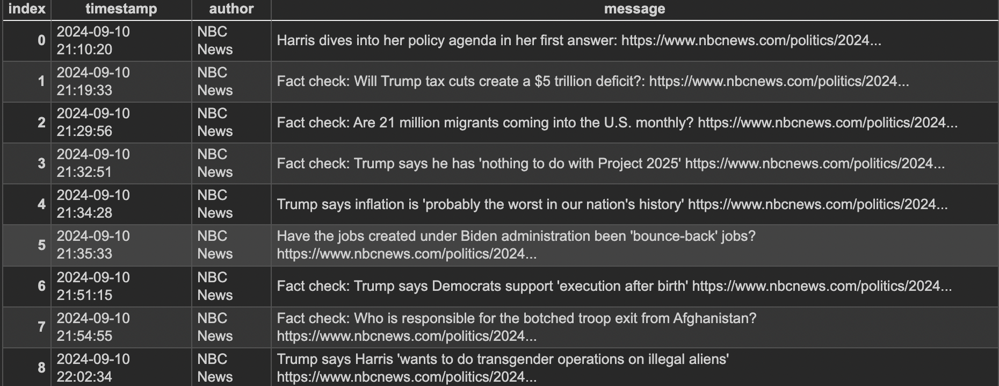 index timestamp author message
0 2024-09-10 21:10:20 NBC News Harris dives into her policy agenda in her first answer: https://www.nbcnews.com/politics/2024...
1 2024-09-10 21:19:33 NBC News Fact check: Will Trump tax cuts create a $5 trillion deficit?: https://www.nbcnews.com/politics/2024...
2 2024-09-10 21:29:56 NBC News Fact check: Are 21 million migrants coming into the U.S. monthly? https://www.nbcnews.com/politics/2024...
3 2024-09-10 21:32:51 NBC News Fact check: Trump says he has 'nothing to do with Project 2025' https://www.nbcnews.com/politics/2024...
4 2024-09-10 21:34:28 NBC News Trump says inflation is 'probably the worst in our nation's history' https://www.nbcnews.com/politics/2024...
5 2024-09-10 21:35:33 NBC News Have the jobs created under Biden administration been 'bounce-back' jobs? https://www.nbcnews.com/politics/2024...
6 2024-09-10 21:51:15 NBC News Fact check: Trump says Democrats support 'execution after birth' https://www.nbcnews.com/politics/2024...
7 2024-09-10 21:54:55 NBC News Fact check: Who is responsible for the botched troop exit from Afghanistan? https://www.nbcnews.com/politics/2024...
8 2024-09-10 22:02:34 NBC News Trump says Harris 'wants to do transgender operations on illegal aliens' https://www.nbcnews.com/politics/2024...